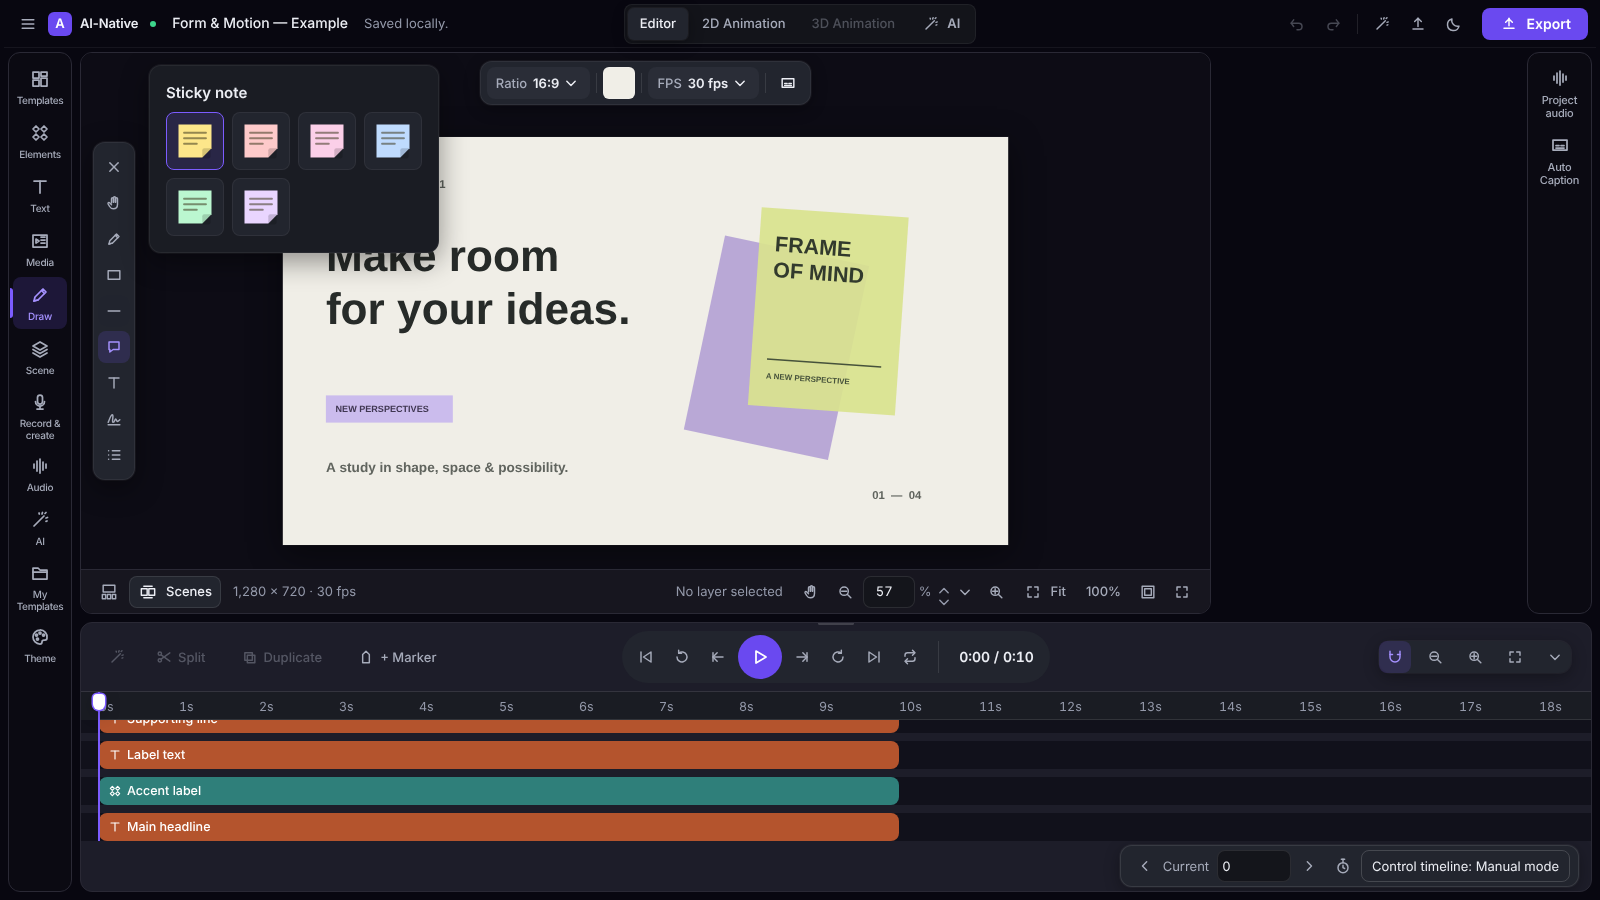 A AI-Native
Form & Motion — Example
Saved locally.
Editor
2D Animation
3D Animation
AI
Export
Templates
Elements
Text
Media
Draw
Scene
Record &
create
Audio
AI
My
Templates
Theme
Sticky note
Ratio 16:9
FPS 30 fps
1
Make room
for your ideas.
NEW PERSPECTIVES
A study in shape, space & possibility.
FRAME
OF MIND
A NEW PERSPECTIVE
01 — 04
Project
audio
Auto
Caption
Scenes
1,280 × 720 · 30 fps
No layer selected
57 %
Fit
100%
Split
Duplicate
+ Marker
0:00 / 0:10
s 1s 2s 3s 4s 5s 6s 7s 8s 9s 10s 11s 12s 13s 14s 15s 16s 17s 18s
Supporting line
Label text
Accent label
Main headline
Current 0
Control timeline: Manual mode